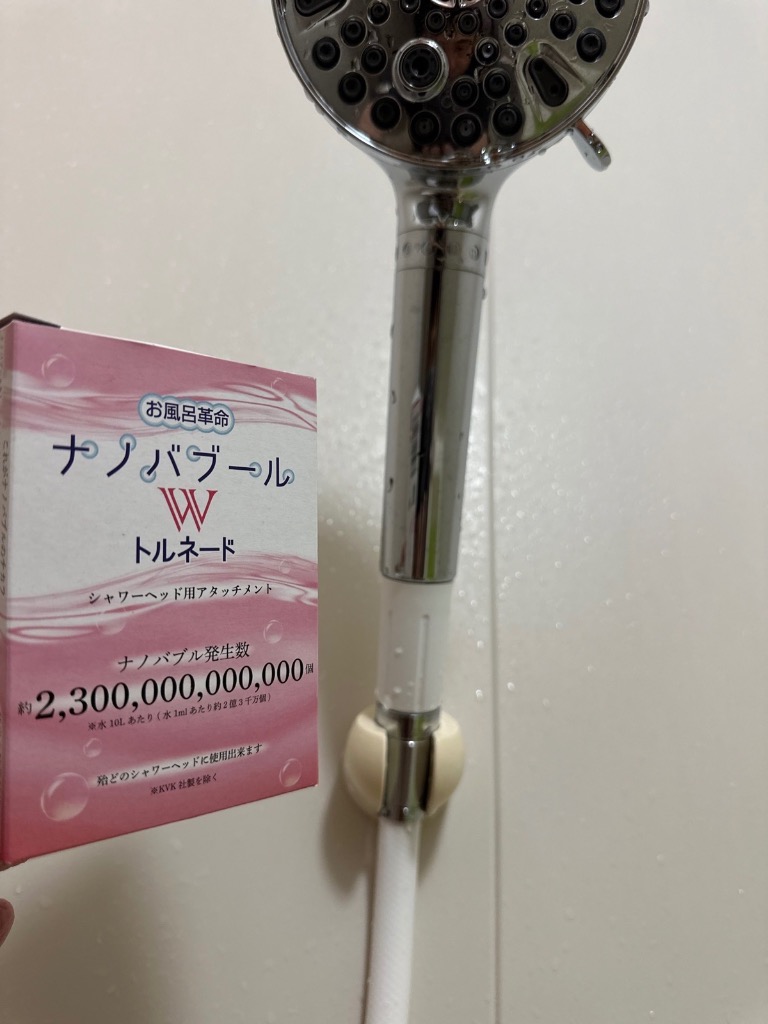 お風呂革命
ナノバブール
W
トルネード
シャワーヘッド用アタッチメント
ナノバブル発生数
約2,300,000,000,000個
※水10Lあたり(水1mlあたり約2億3千万個)
殆どのシャワーヘッドに使用出来ます
※KVK社製を除く